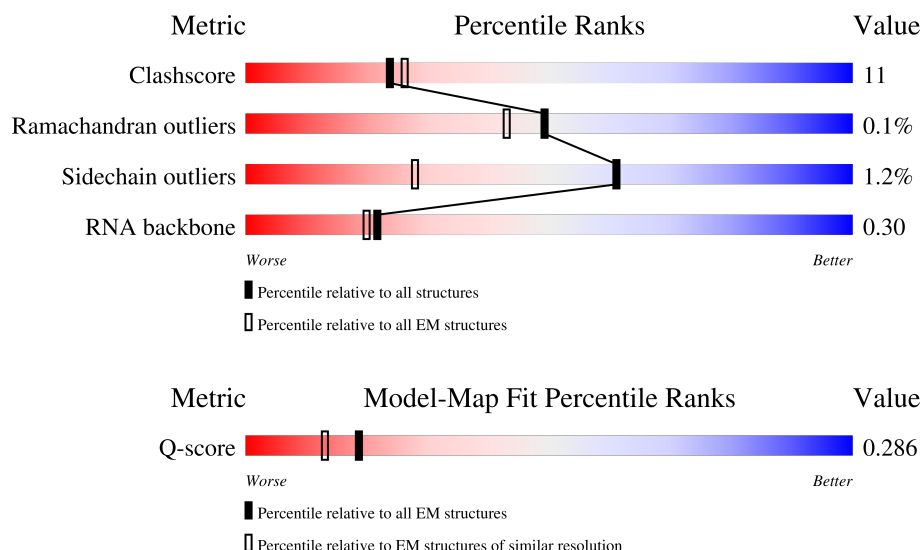 Metric Percentile Ranks Value
Clashscore 11
Ramachandran outliers 0.1%
Sidechain outliers 1.2%
RNA backbone 0.30
Worse Better
Percentile relative to all structures
Percentile relative to all EM structures
Metric Model-Map Fit Percentile Ranks Value
Q-score 0.286
Worse Better
Percentile relative to all EM structures
Percentile relative to EM structures of similar resolution